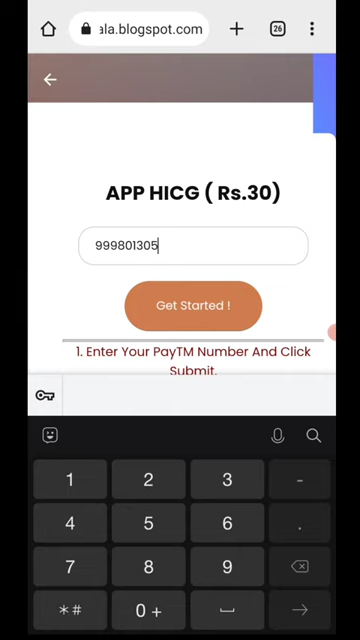 ala.blogspot.com
26
APP HICG ( Rs.30)
999801305
Get Started !
1. Enter Your PayTM Number And Click
Submit.
1 2 3 -
4 5 6 .
7 8 9
*# 0 +